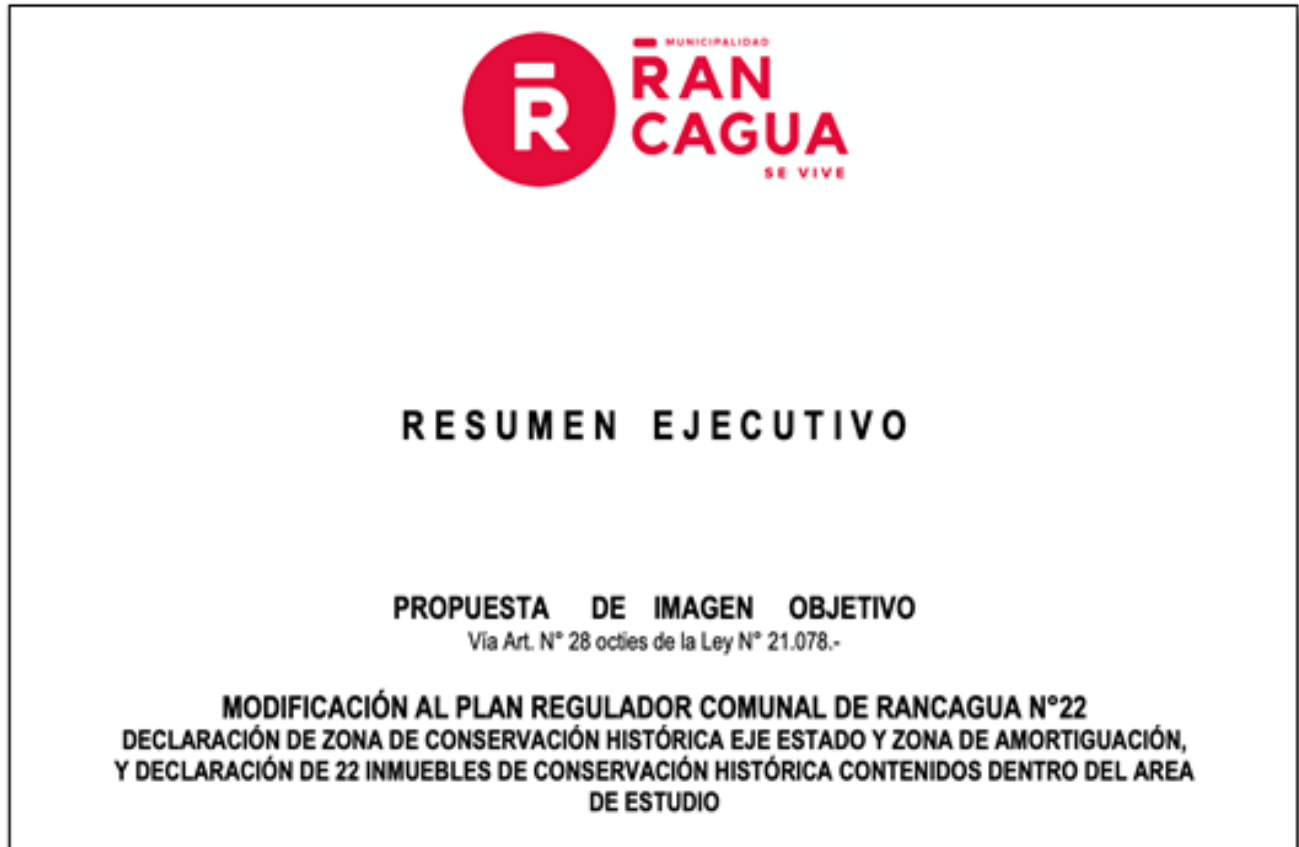 MUNICIPALIDAD
R
RAN
CAGUA
SE VIVE
RESUMEN EJECUTIVO
PROPUESTA DE IMAGEN OBJETIVO
Vía Art. N° 28 octies de la Ley N° 21.078.-
MODIFICACIÓN AL PLAN REGULADOR COMUNAL DE RANCAGUA N°22
DECLARACIÓN DE ZONA DE CONSERVACIÓN HISTÓRICA EJE ESTADO Y ZONA DE AMORTIGUACIÓN,
Y DECLARACIÓN DE 22 INMUEBLES DE CONSERVACIÓN HISTÓRICA CONTENIDOS DENTRO DEL AREA
DE ESTUDIO